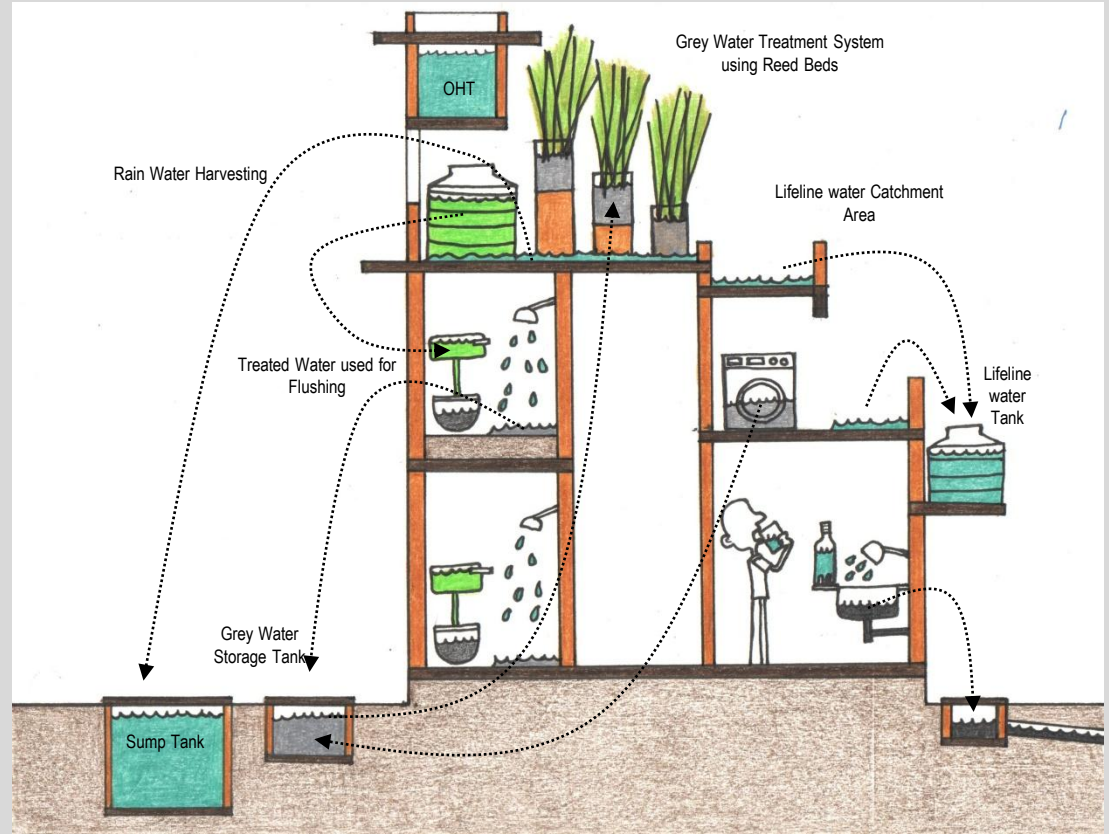 Grey Water Treatment System
using Reed Beds
OHT
Rain Water Harvesting
Lifeline water Catchment
Area
Treated Water used for
Flushing
Lifeline
water
Tank
Grey Water
Storage Tank
Sump Tank